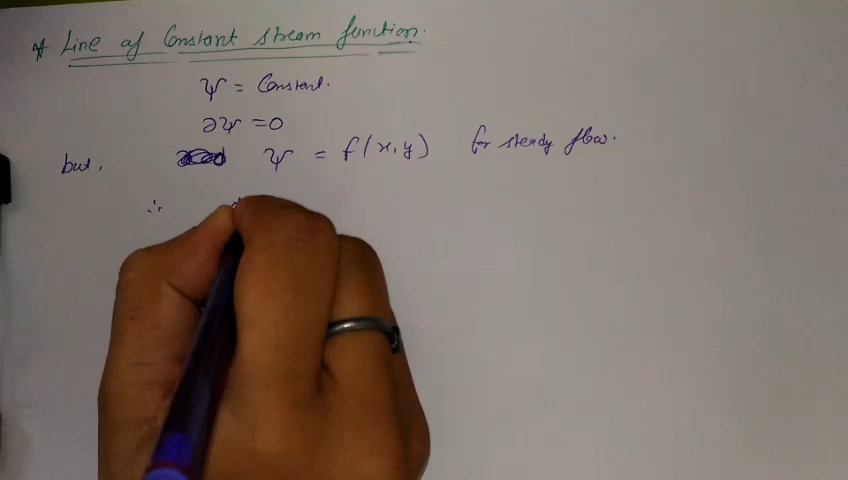 * Line of Constant stream function.
ψ = Constant.
∂ψ = 0
but, ψ = f(x,y) for steady flow.
∴